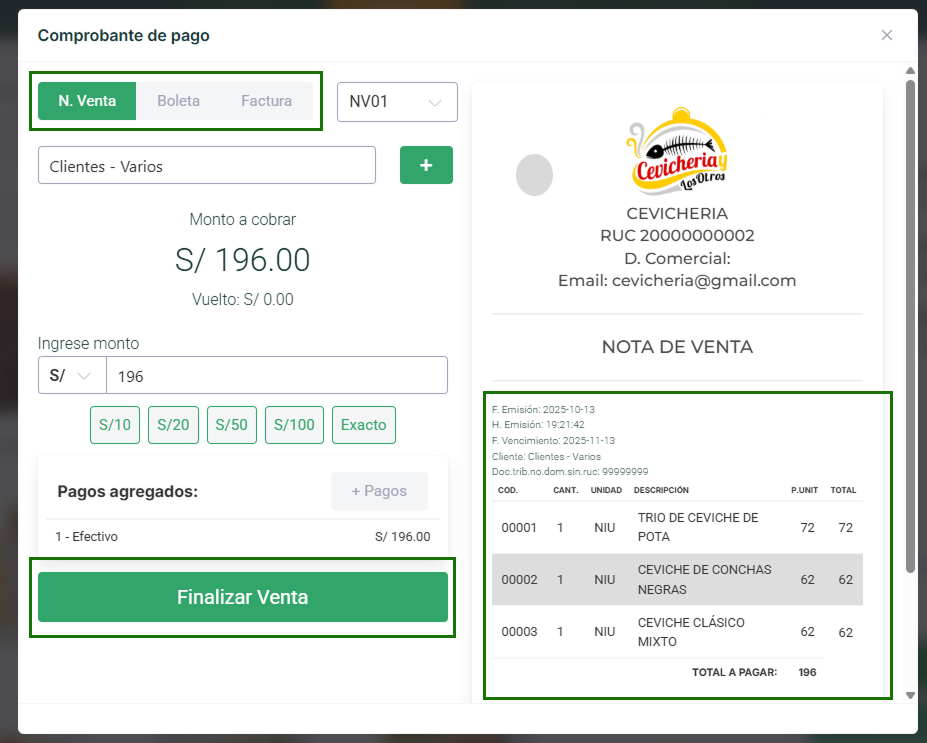 Comprobante de pago
N. Venta Boleta Factura NV01
Clientes - Varios +
Monto a cobrar
S/ 196.00
Vuelto: S/ 0.00
Ingrese monto
S/ 196
S/10 S/20 S/50 S/100 Exacto
Pagos agregados: + Pagos
1 - Efectivo S/ 196.00
Finalizar Venta
Cevicheria y
Los Otros
CEVICHERIA
RUC 20000000002
D. Comercial:
Email: cevicheria@gmail.com
NOTA DE VENTA
F. Emisión: 2025-10-13
H. Emisión: 19:21:42
F. Vencimiento: 2025-11-13
Cliente: Clientes - Varios
Doc.trib.no.dom.sin.ruc: 99999999
COD. CANT. UNIDAD DESCRIPCIÓN P.UNIT TOTAL
00001 1 NIU TRIO DE CEVICHE DE 72 72
POTA
00002 1 NIU CEVICHE DE CONCHAS 62 62
NEGRAS
00003 1 NIU CEVICHE CLÁSICO 62 62
MIXTO
TOTAL A PAGAR: 196